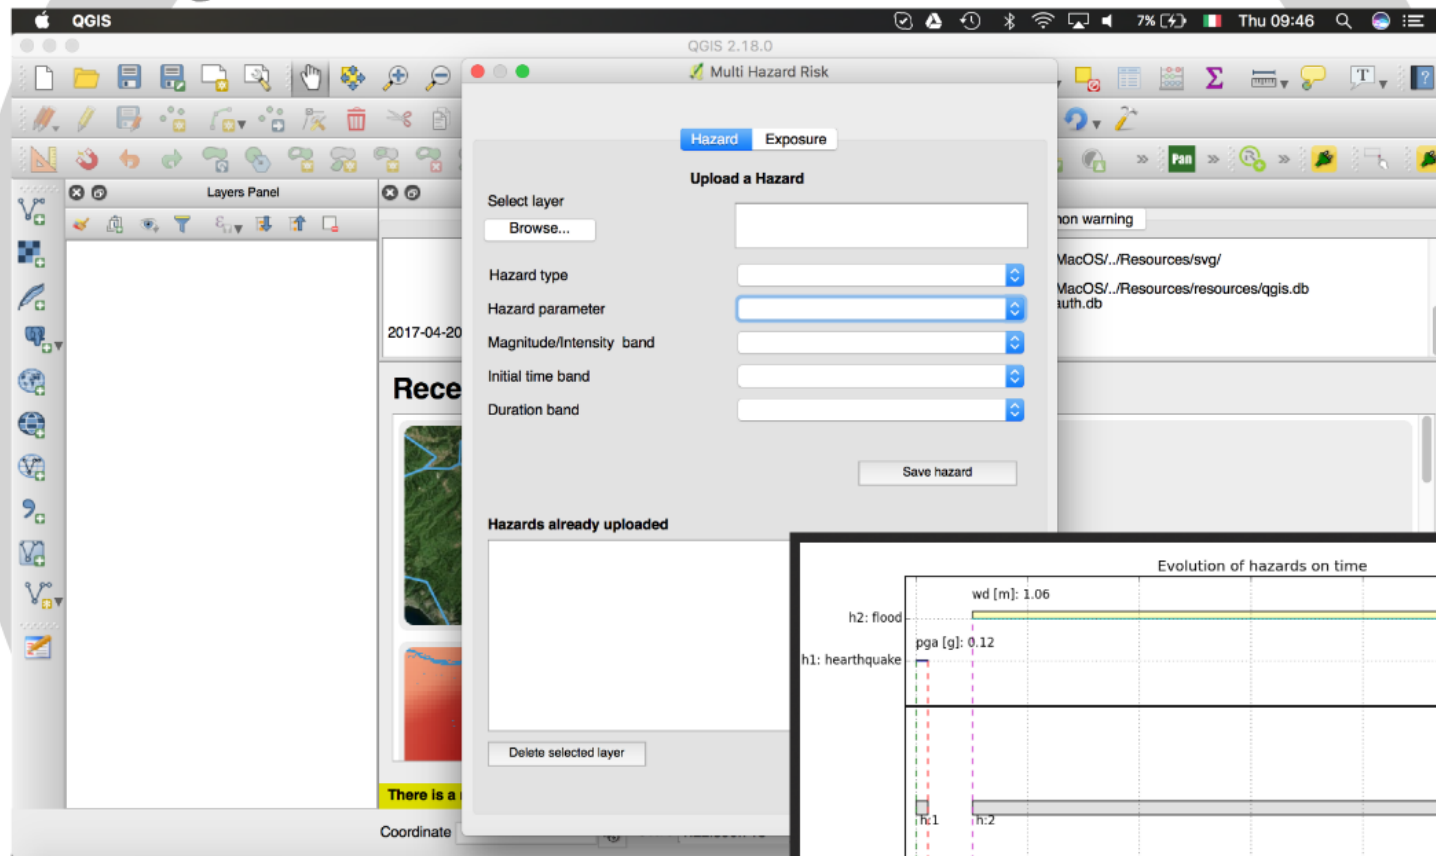 QGIS
7%
Thu 09:46
QGIS 2.18.0
Multi Hazard Risk
T
?
Hazard
Exposure
Pan
Layers Panel
Upload a Hazard
Select layer
Browse...
non warning
MacOS/../Resources/svg/
MacOS/../Resources/resources/qgis.db
auth.db
Hazard type
Hazard parameter
2017-04-20
Magnitude/Intensity band
Initial time band
Rece
Duration band
Save hazard
Hazards already uploaded
Evolution of hazards on time
wd [m]: 1.06
h2: flood
pga [g]: 0.12
h1: hearthquake
Delete selected layer
There is a
h:1
h:2
Coordinate